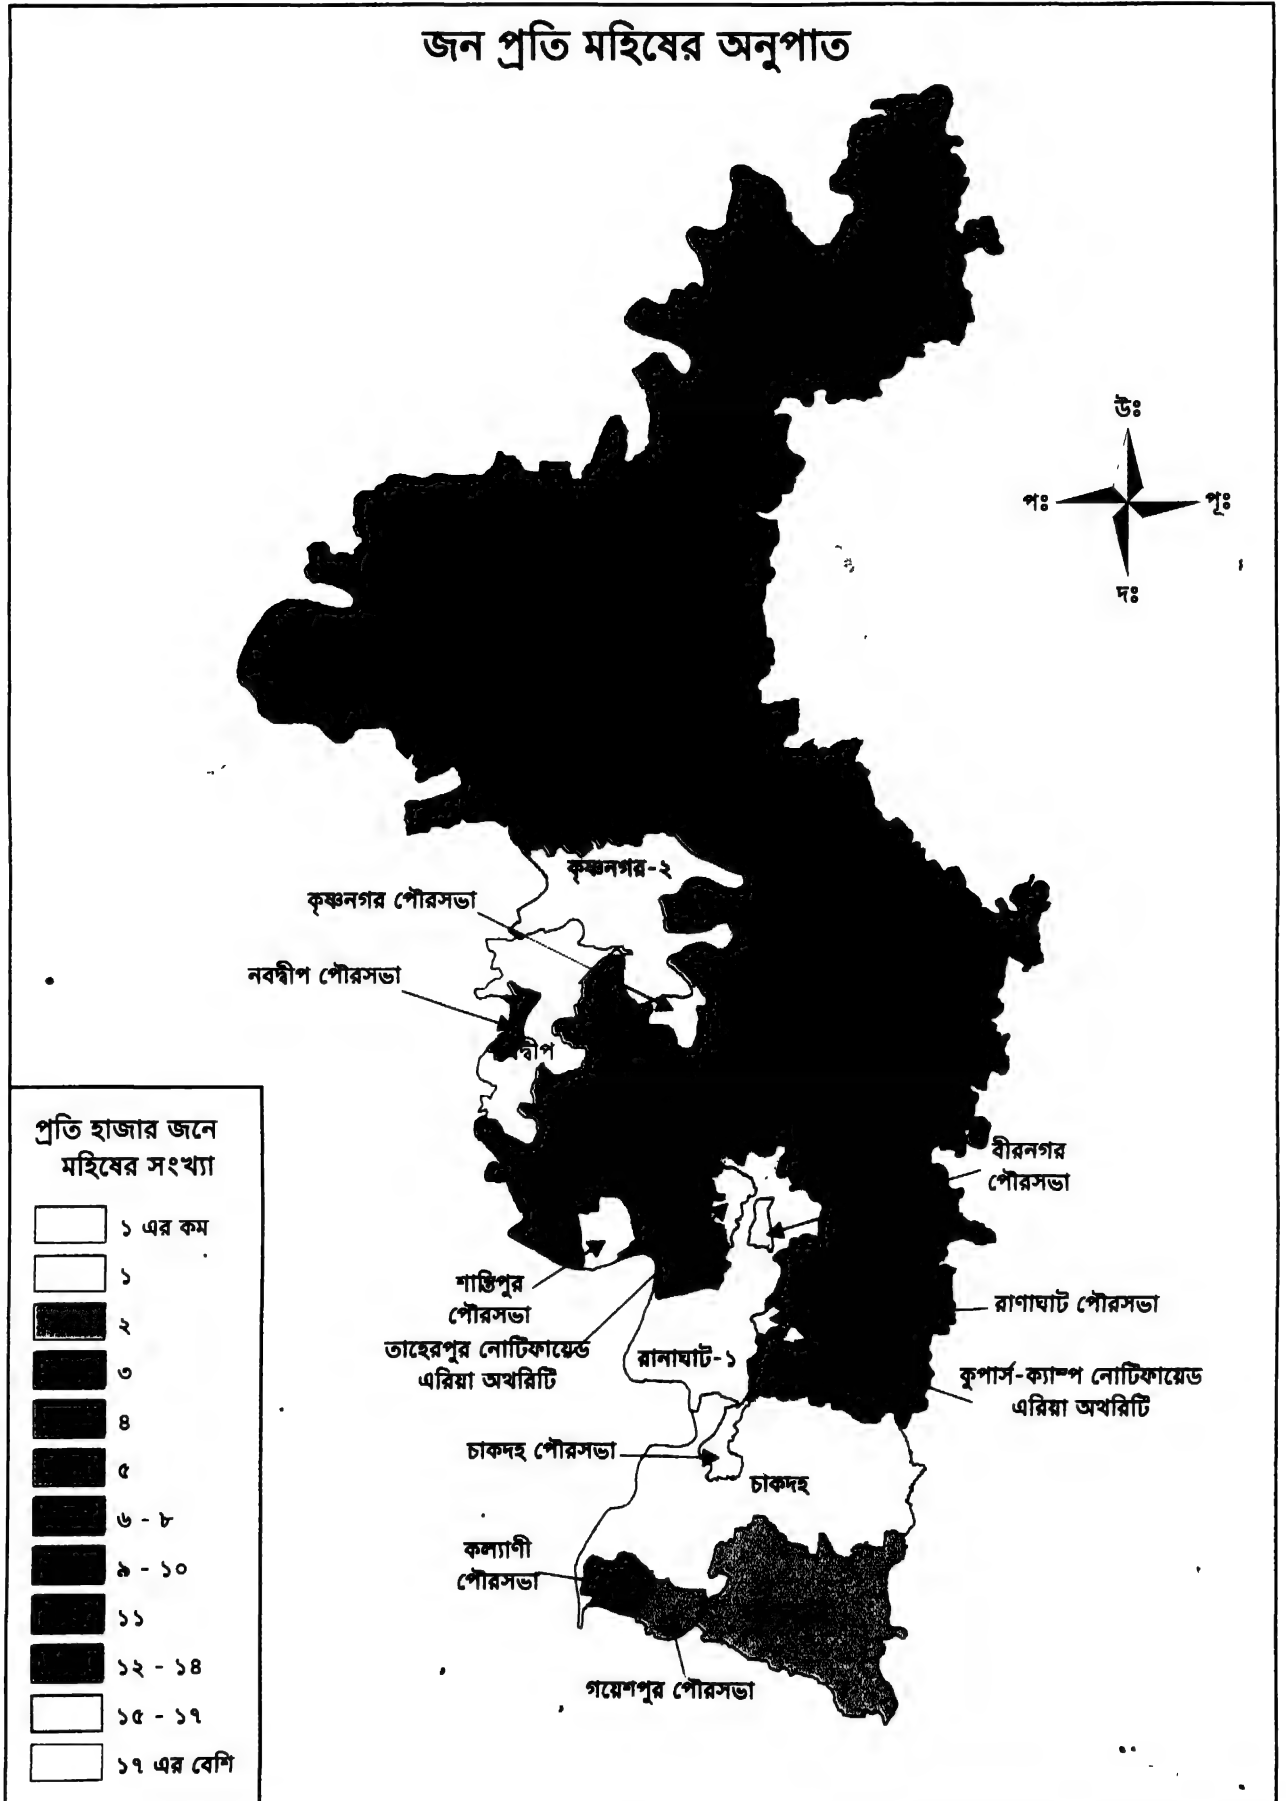 জন প্রতি মহিষের অনুপাত
উঃ
পঃ
পূঃ
দঃ
কৃষ্ণনগর-২
কৃষ্ণনগর পৌরসভা
নবদ্বীপ পৌরসভা
দ্বীপ
বীরনগর
পৌরসভা
শান্তিপুর
পৌরসভা
রাণাঘাট পৌরসভা
তাহেরপুর নোটিফায়েড
এরিয়া অথরিটি
রানাঘাট-১
কুপার্স-ক্যাম্প নোটিফায়েড
এরিয়া অথরিটি
চাকদহ পৌরসভা
চাকদহ
কল্যাণী
পৌরসভা
গয়েশপুর পৌরসভা
প্রতি হাজার জনে
মহিষের সংখ্যা
১ এর কম
১
২
৩
৪
৫
৬ - ৮
৯ - ১০
১১
১২ - ১৪
১৫ - ১৭
১৭ এর বেশি